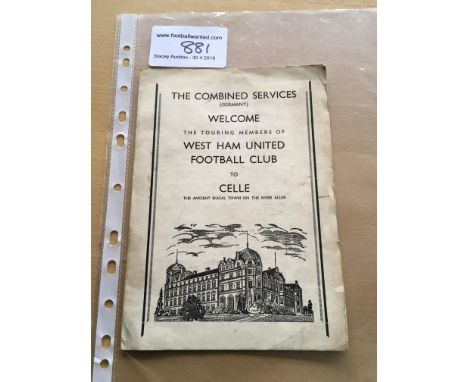 www.footballwanted.com
881
Stacey Auction - 30 4 2018
THE COMBINED SERVICES
(GERMANY)
WELCOME
THE TOURING MEMBERS OF
WEST HAM UNITED
FOOTBALL CLUB
TO
CELLE
THE ANCIENT DUCAL TOWN ON THE RIVER ALLER